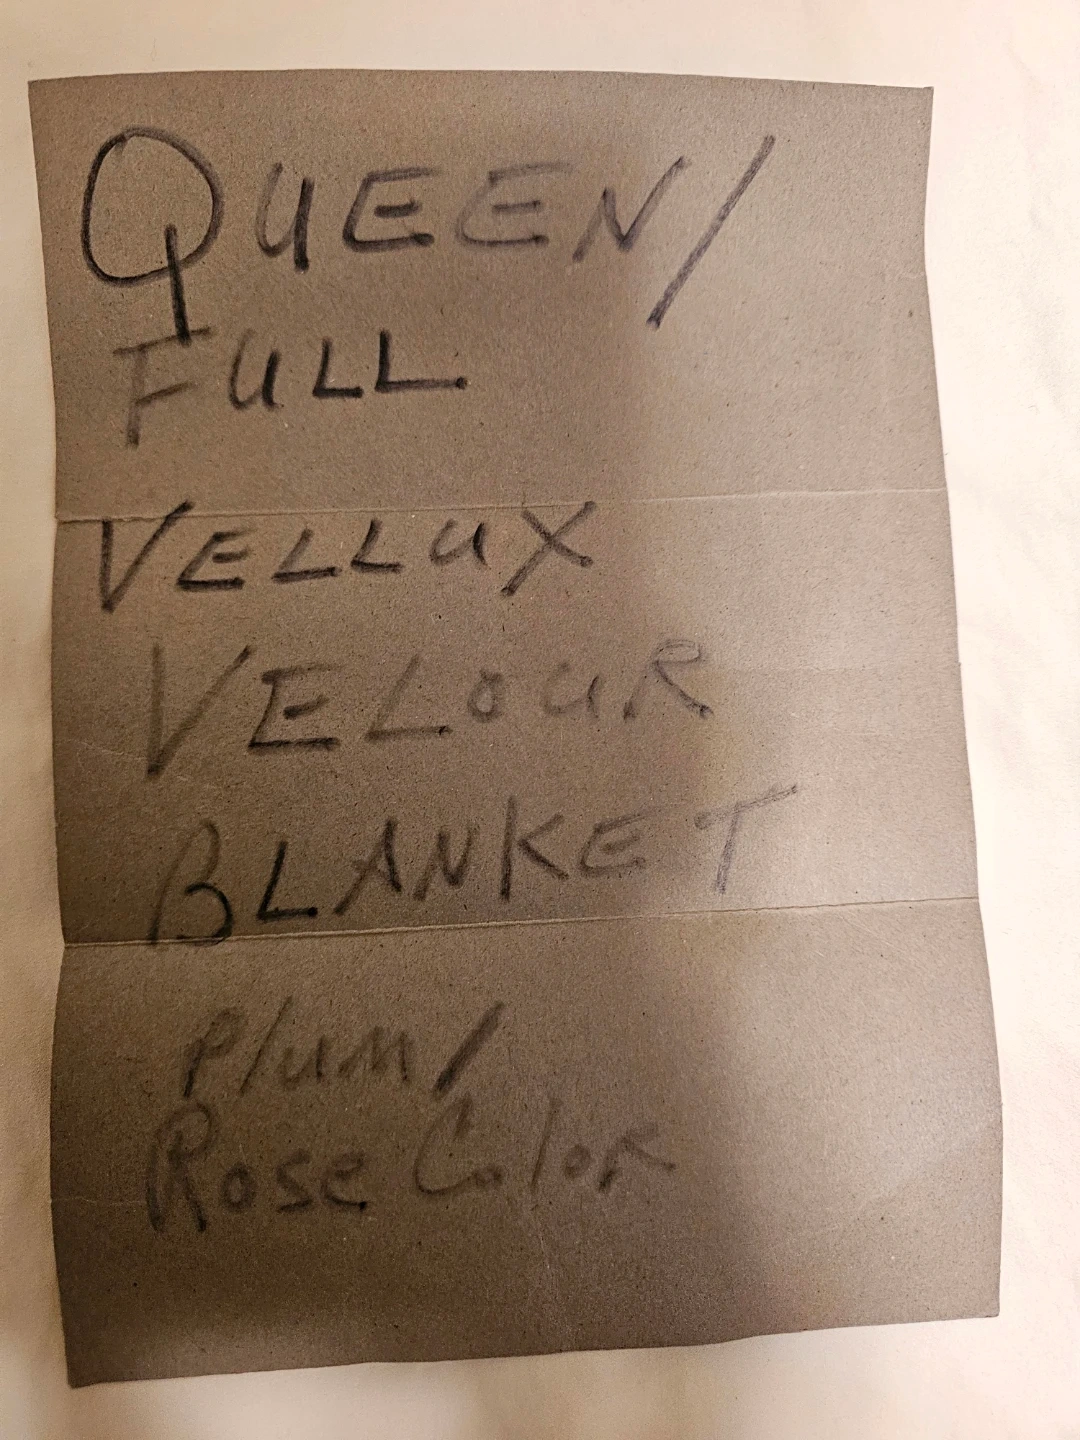 QUEEN/
FULL
VELLUX
VELOUR
BLANKET
Plum/
Rose Color